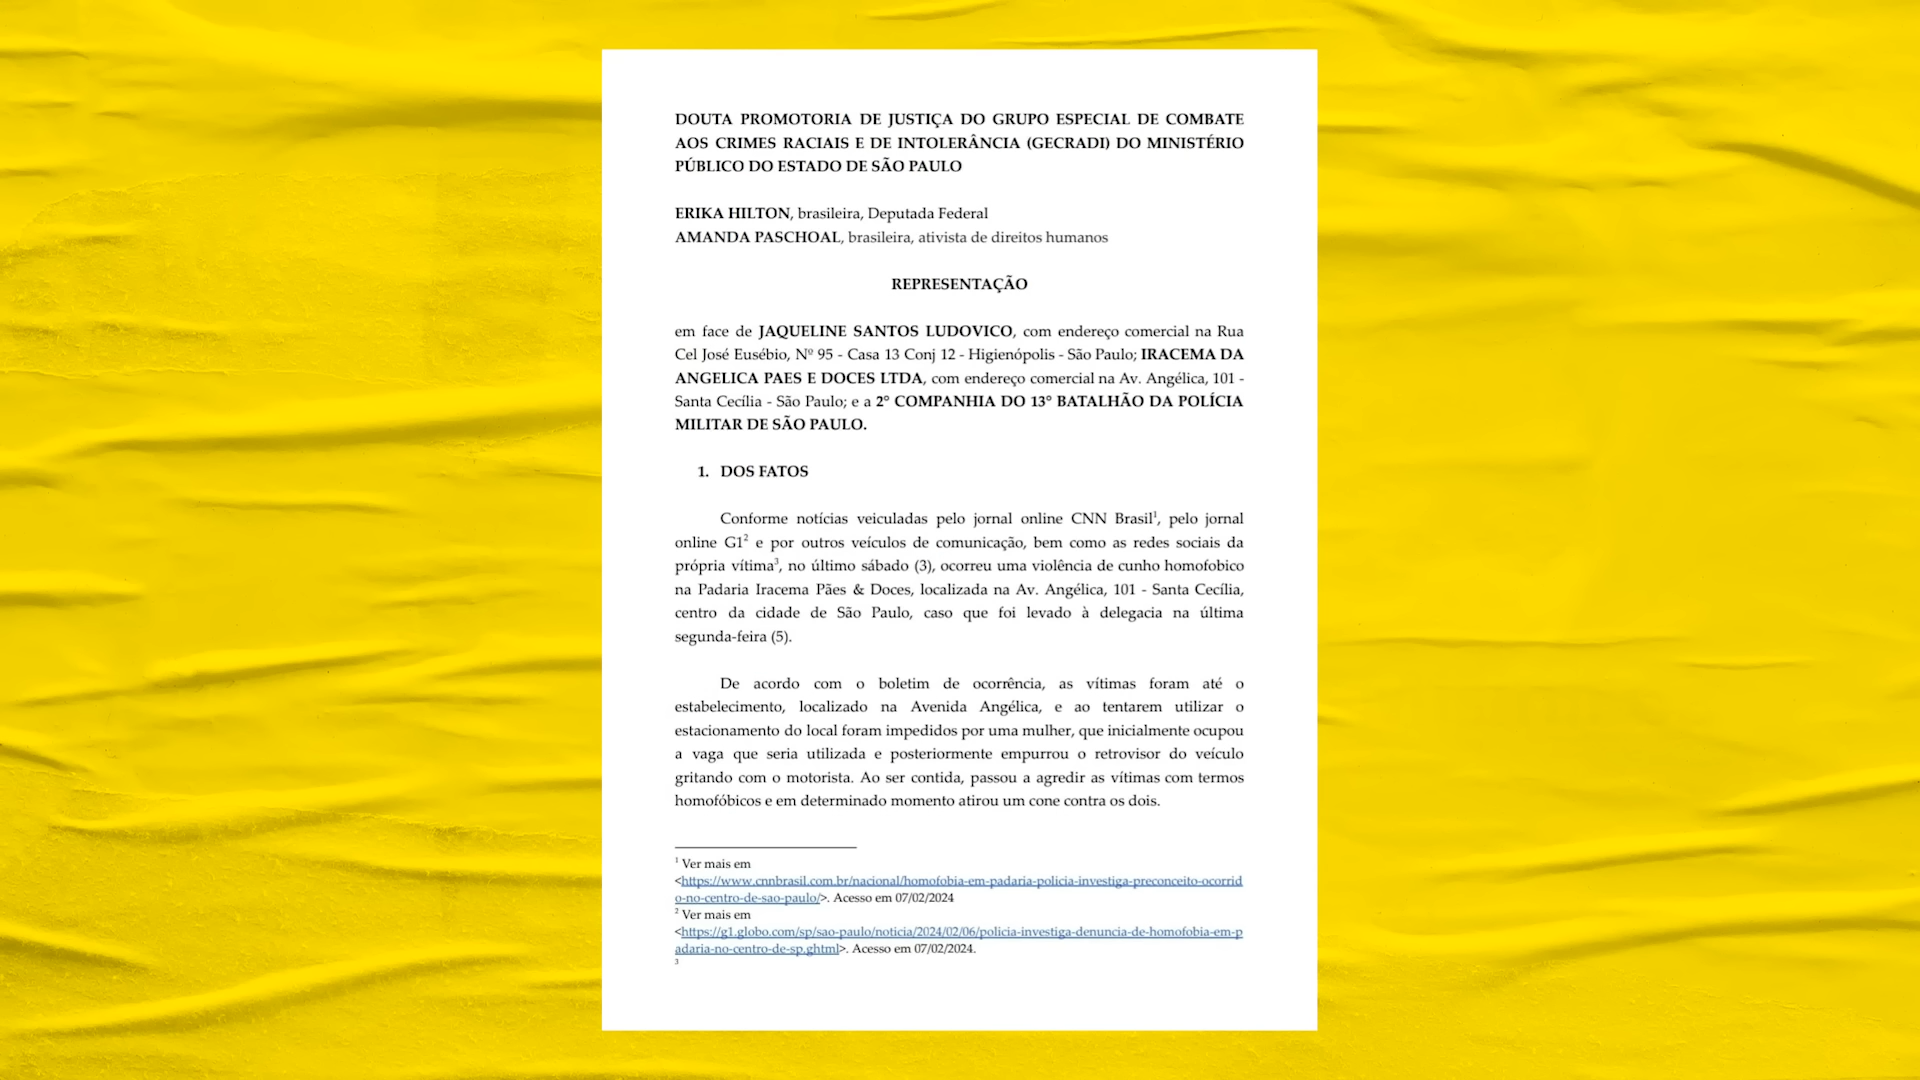 DOUTA PROMOTORIA DE JUSTIÇA DO GRUPO ESPECIAL DE COMBATE
AOS CRIMES RACIAIS E DE INTOLERÂNCIA (GECRADI) DO MINISTÉRIO
PÚBLICO DO ESTADO DE SÃO PAULO
ERIKA HILTON, brasileira, Deputada Federal
AMANDA PASCHOAL, brasileira, ativista de direitos humanos
REPRESENTAÇÃO
em face de JAQUELINE SANTOS LUDOVICO, com endereço comercial na Rua
Cel José Eusébio, Nº 95 - Casa 13 Conj 12 - Higienópolis - São Paulo; IRACEMA DA
ANGELICA PAES E DOCES LTDA, com endereço comercial na Av. Angélica, 101 -
Santa Cecília - São Paulo; e a 2° COMPANHIA DO 13° BATALHÃO DA POLÍCIA
MILITAR DE SÃO PAULO.
1. DOS FATOS
Conforme notícias veiculadas pelo jornal online CNN Brasil¹, pelo jornal
online G1² e por outros veículos de comunicação, bem como as redes sociais da
própria vítima³, no último sábado (3), ocorreu uma violência de cunho homofobico
na Padaria Iracema Pães & Doces, localizada na Av. Angélica, 101 - Santa Cecília,
centro da cidade de São Paulo, caso que foi levado à delegacia na última
segunda-feira (5).
De acordo com o boletim de ocorrência, as vítimas foram até o
estabelecimento, localizado na Avenida Angélica, e ao tentarem utilizar o
estacionamento do local foram impedidos por uma mulher, que inicialmente ocupou
a vaga que seria utilizada e posteriormente empurrou o retrovisor do veículo
gritando com o motorista. Ao ser contida, passou a agredir as vítimas com termos
homofóbicos e em determinado momento atirou um cone contra os dois.
¹ Ver mais em
<https://www.cnnbrasil.com.br/nacional/homofobia-em-padaria-policia-investiga-preconceito-ocorrid
o-no-centro-de-sao-paulo/>. Acesso em 07/02/2024
² Ver mais em
<https://g1.globo.com/sp/sao-paulo/noticia/2024/02/06/policia-investiga-denuncia-de-homofobia-em-p
adaria-no-centro-de-sp.ghtml>. Acesso em 07/02/2024.
³